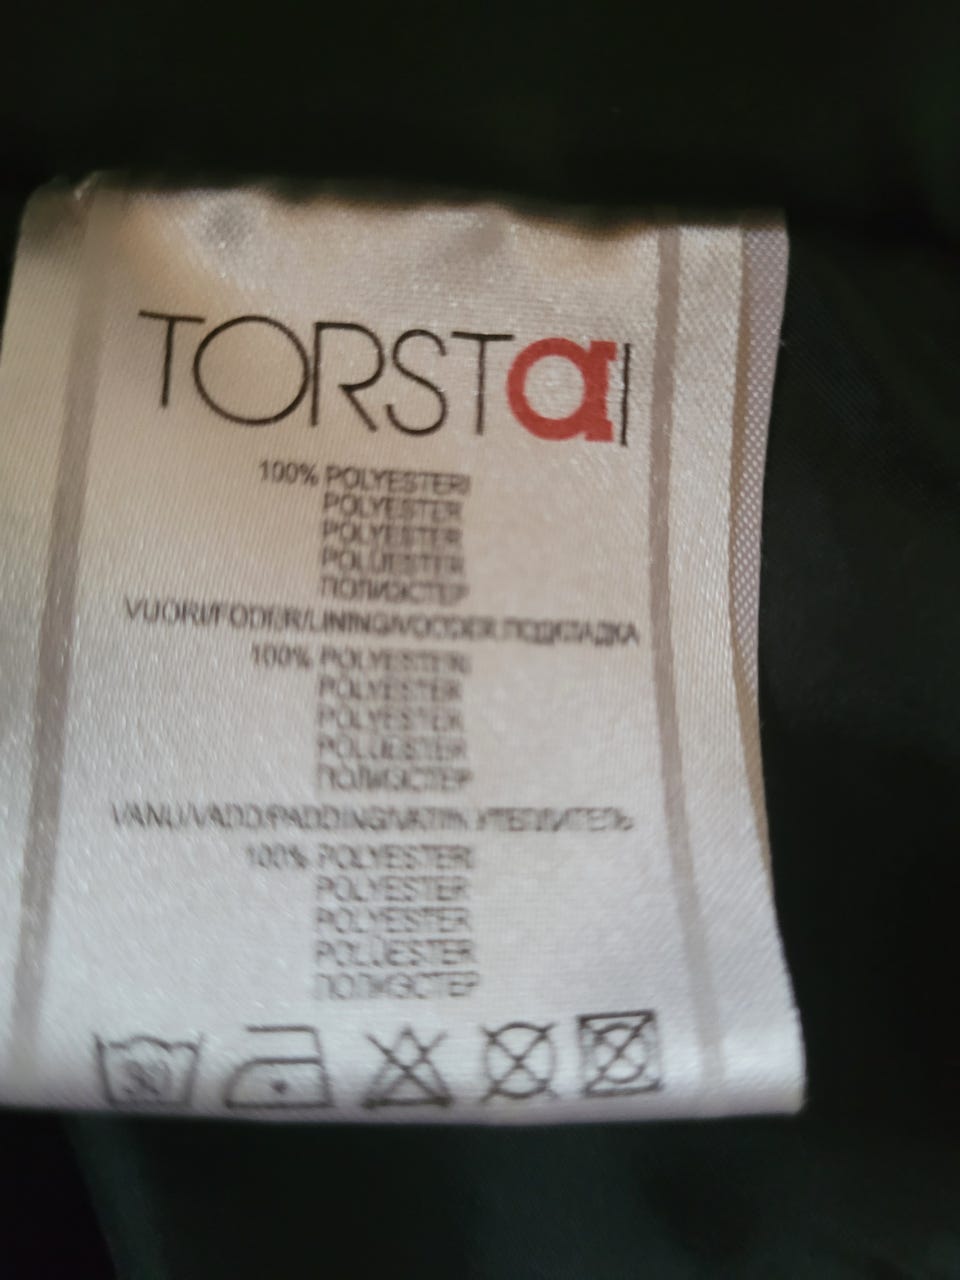 TORSTAI
100% POLYESTERI
POLYESTER
POLYESTER
POLÜESTER
ПОЛИЭСТЕР
VUORI/FODER/LINING/VOODER/ПОДКЛАДКА
100% POLYESTERI
POLYESTER
POLYESTER
POLÜESTER
ПОЛИЭСТЕР
VANU/VADD/PADDING/VATIIN/УТЕПЛИТЕЛЬ
100% POLYESTERI
POLYESTER
POLYESTER
POLÜESTER
ПОЛИЭСТЕР
30